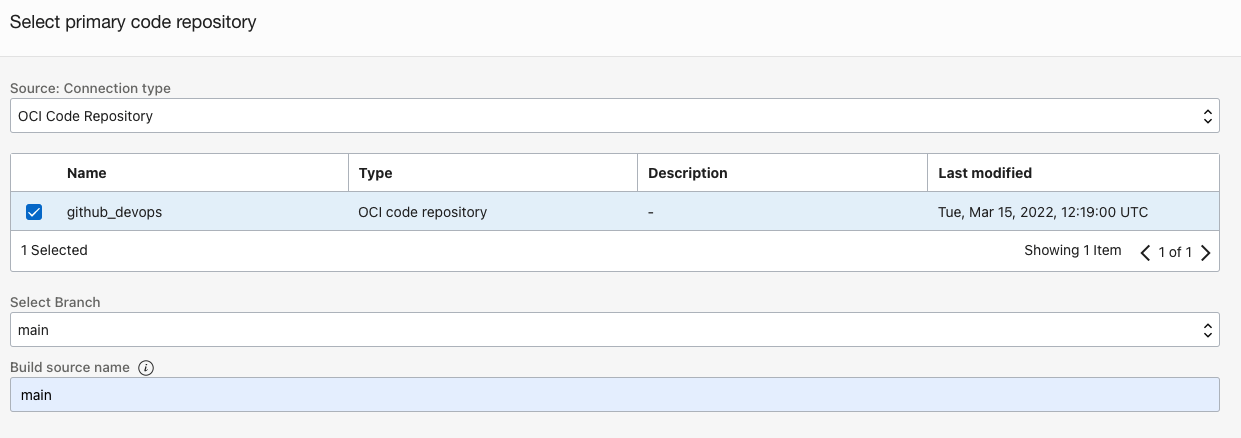 Select primary code repository
Source: Connection type
OCI Code Repository
Name Type Description Last modified
github_devops OCI code repository - Tue, Mar 15, 2022, 12:19:00 UTC
1 Selected Showing 1 Item 1 of 1
Select Branch
main
Build source name i
main